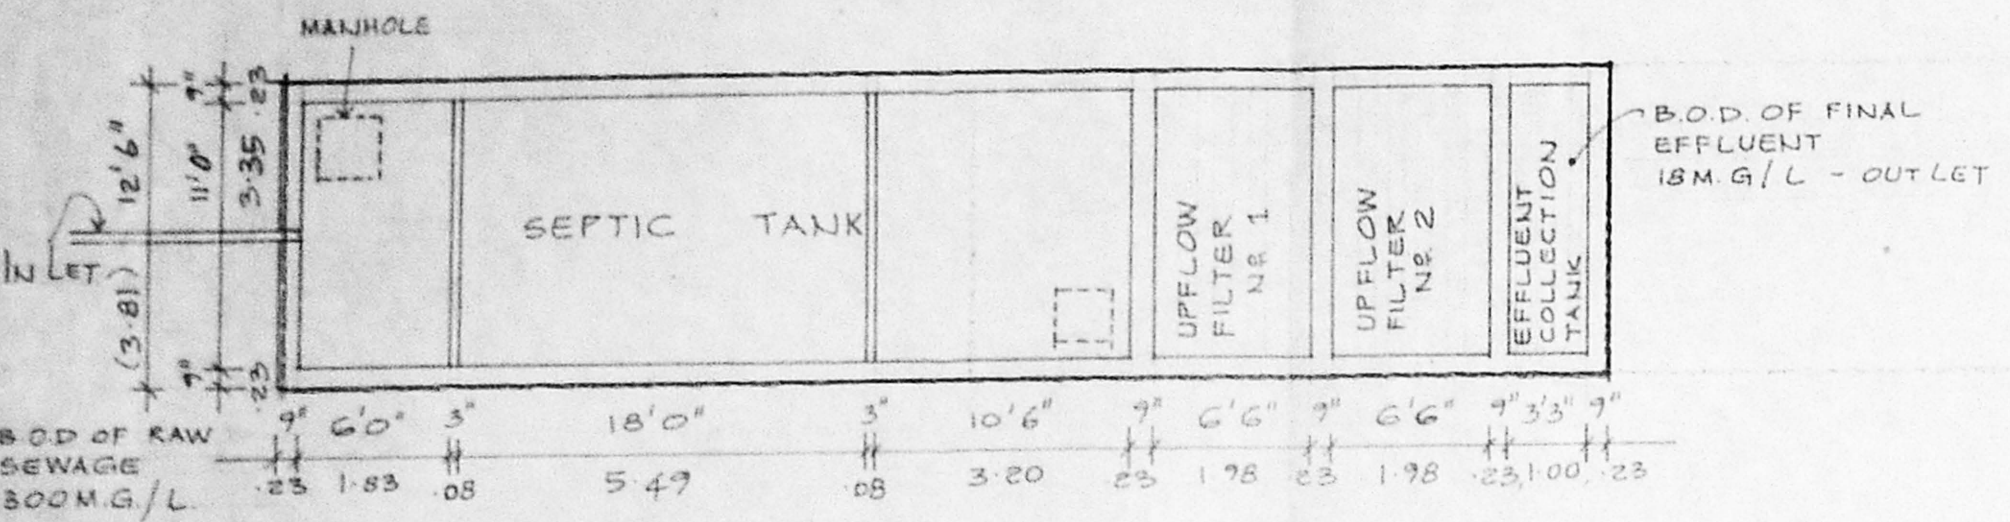 MANHOLE
9"
.23
12'6"
11'0"
3.35
(3.81)
9"
.23
INLET
SEPTIC TANK
UPFLOW
FILTER
Nº 1
UPFLOW
FILTER
Nº 2
EFFLUENT
COLLECTION
TANK
B.O.D. OF FINAL
EFFLUENT
18 M.G/L - OUTLET
B.O.D OF RAW
SEWAGE
300 M.G./L.
9" 6'0" 3" 18'0" 3" 10'6" 9" 6'6" 9" 6'6" 9" 3'3" 9"
.23 1.83 .08 5.49 .08 3.20 .23 1.98 .23 1.98 .23 1.00 .23